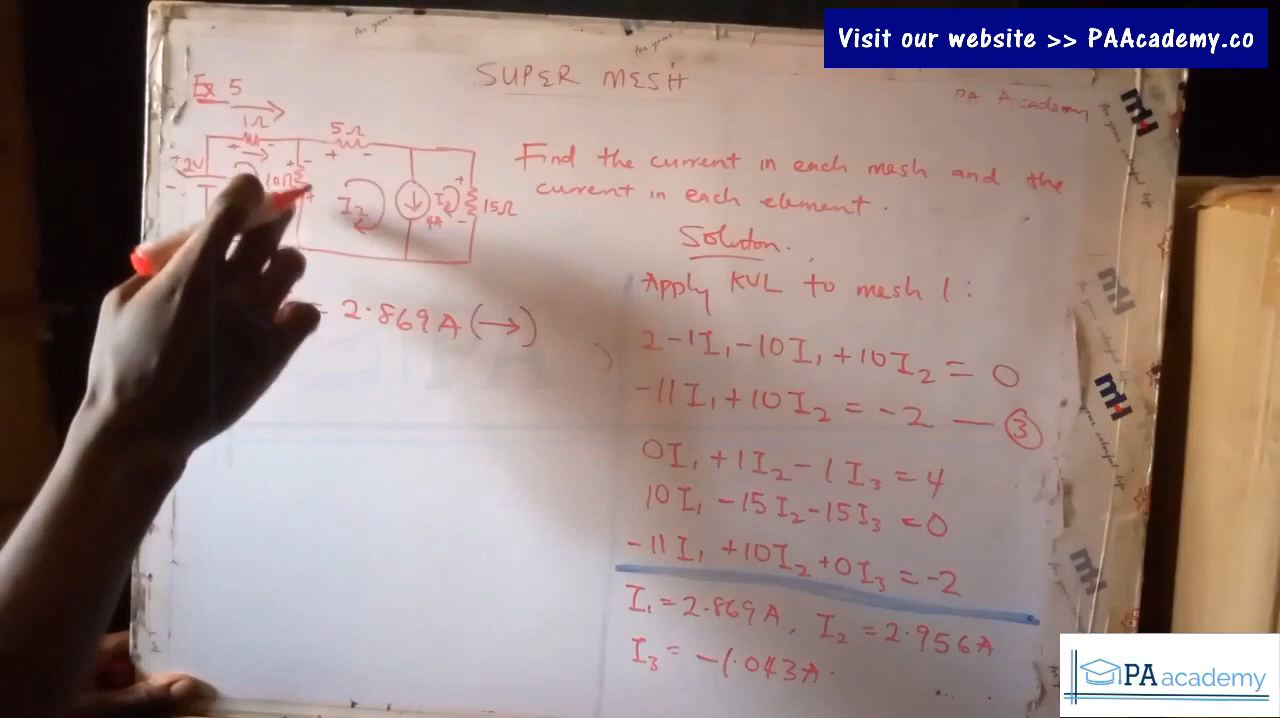 Visit our website >> PAAcademy.co
SUPER MESH
PA Academy
Ex 5
1Ω
5Ω
2V
10Ω
I2
4A
I3
15Ω
Find the current in each mesh and the
current in each element.
Solution.
Apply KVL to mesh 1:
2-1I1-10I1+10I2=0
-11I1+10I2=-2 — 3
0I1+1I2-1I3=4
10I1-15I2-15I3=0
-11I1+10I2+0I3=-2
I1=2.869A, I2=2.956A
I3=-1.043A.
= 2.869A(→)
PA academy